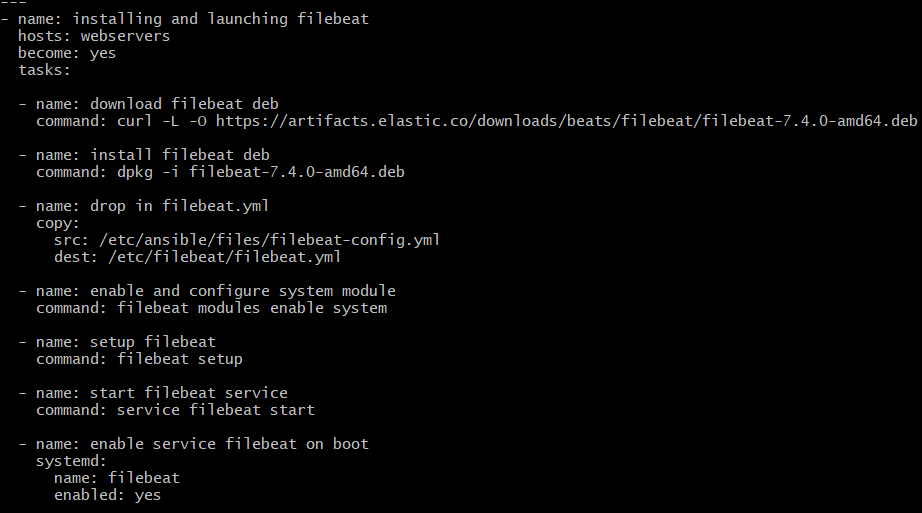 ---
- name: installing and launching filebeat
  hosts: webservers
  become: yes
  tasks:

  - name: download filebeat deb
    command: curl -L -O https://artifacts.elastic.co/downloads/beats/filebeat/filebeat-7.4.0-amd64.deb

  - name: install filebeat deb
    command: dpkg -i filebeat-7.4.0-amd64.deb

  - name: drop in filebeat.yml
    copy:
      src: /etc/ansible/files/filebeat-config.yml
      dest: /etc/filebeat/filebeat.yml

  - name: enable and configure system module
    command: filebeat modules enable system

  - name: setup filebeat
    command: filebeat setup

  - name: start filebeat service
    command: service filebeat start

  - name: enable service filebeat on boot
    systemd:
      name: filebeat
      enabled: yes